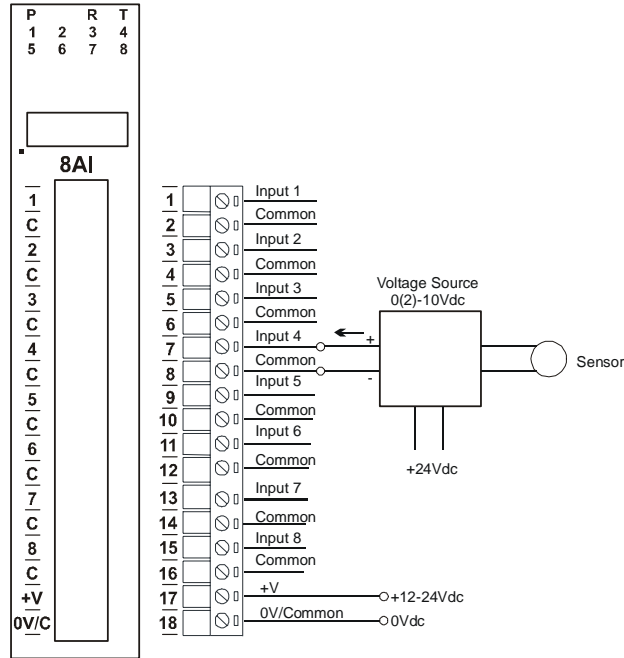 P R T
1 2 3 4
5 6 7 8
8AI
1
C
2
C
3
C
4
C
5
C
6
C
7
C
8
C
+V
0V/C
1 Input 1
2 Common
3 Input 2
4 Common
5 Input 3
6 Common
7 Input 4
8 Common
9 Input 5
10 Common
11 Input 6
12 Common
13 Input 7
14 Common
15 Input 8
16 Common
17 +V +12-24Vdc
18 0V/Common 0Vdc
Voltage Source
0(2)-10Vdc
+
-
Sensor
+24Vdc